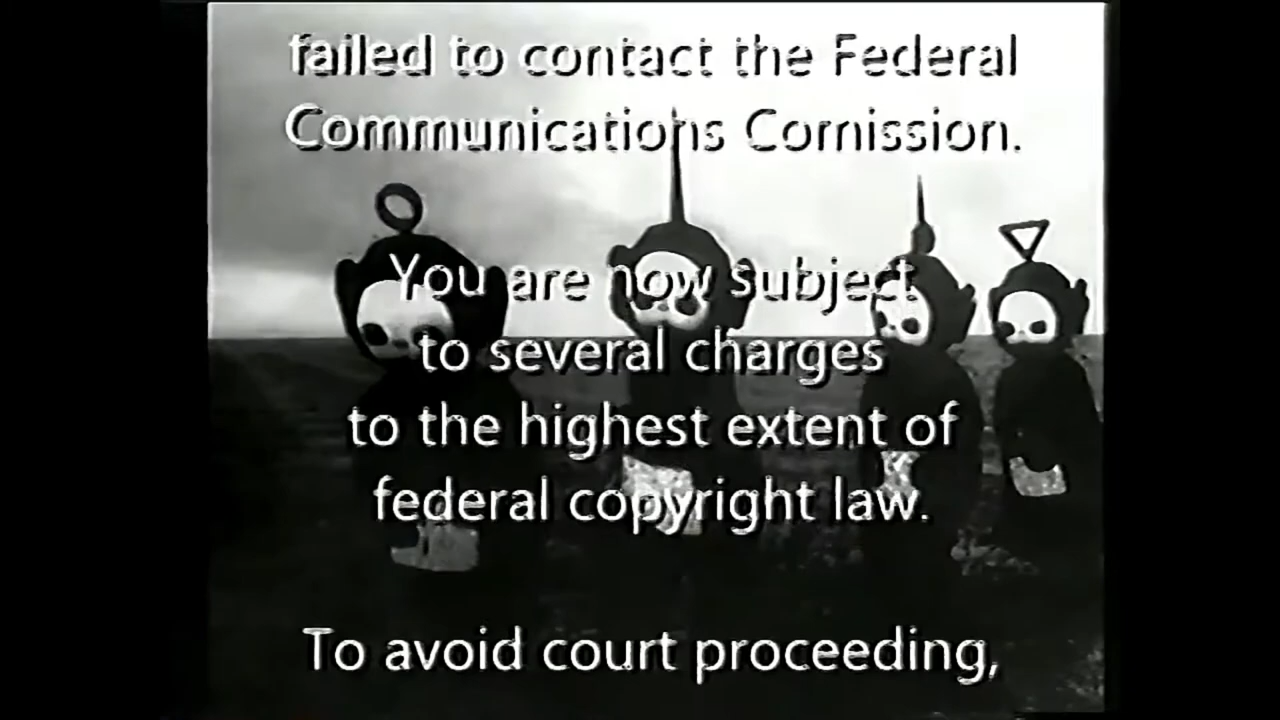 failed to contact the Federal
Communications Comission.
You are now subject
to several charges
to the highest extent of
federal copyright law.
To avoid court proceeding,